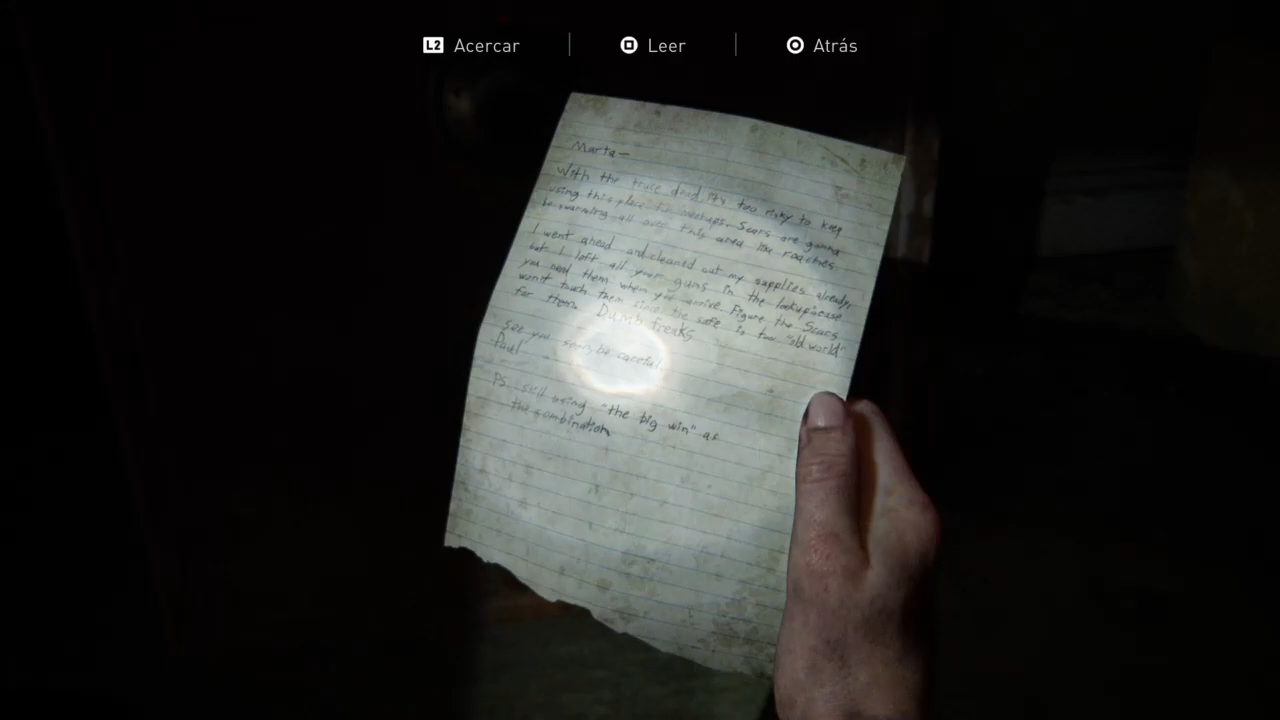 L2 Acercar
Leer
Atrás
Marta—
With the truce dead it's too risky to keep
using this place for meetups. Scars are gonna
be swarming all over this area like roaches.
I went ahead and cleaned out my supplies already,
but I left all your guns in the lockup in case
you need them when you arrive. Figure the Scars
won't touch them since the safe is too "old world"
for them. Dumb freaks
See you soon, be careful
Paul
PS. still using "the big win" as
the combination